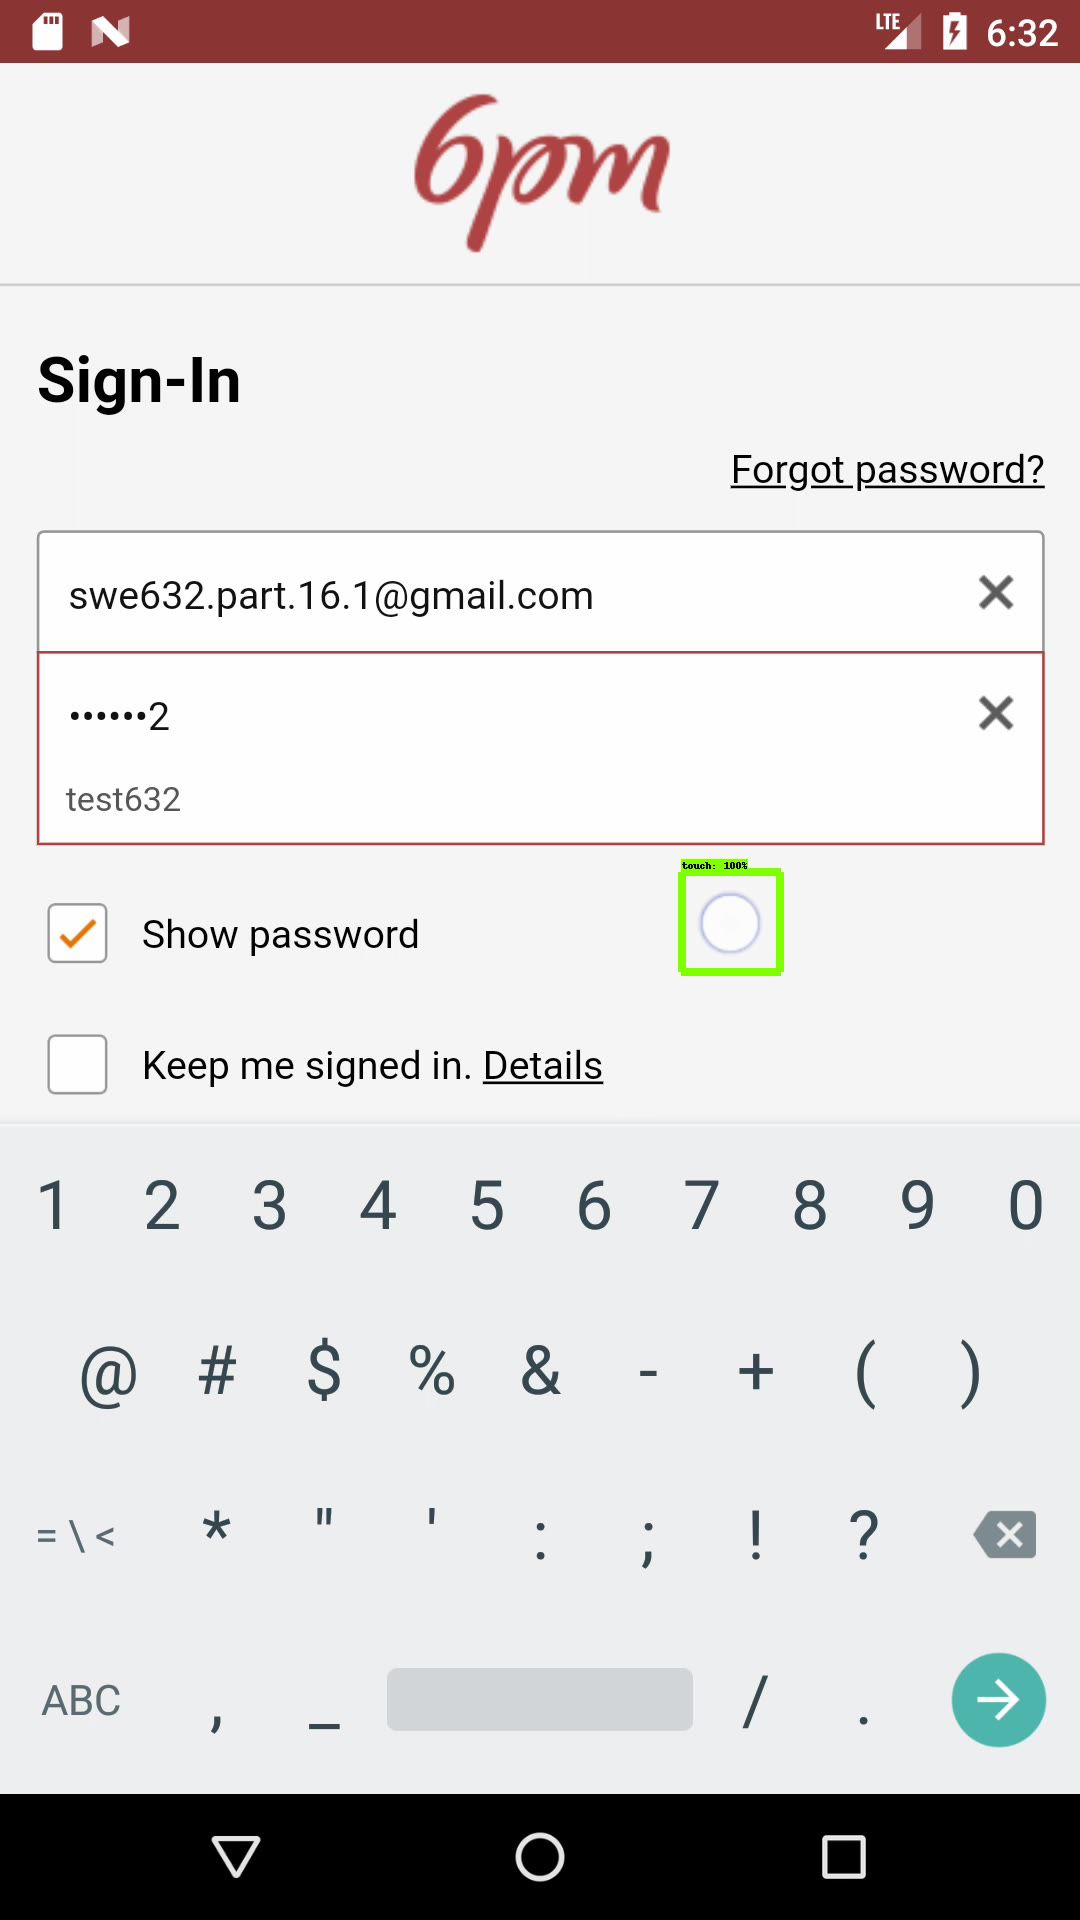 LTE 6:32
6pm
Sign-In
Forgot password?
swe632.part.16.1@gmail.com
••••••2
test632
touch: 100%
Show password
Keep me signed in. Details
1 2 3 4 5 6 7 8 9 0
@ # $ % & - + ( )
= \ < * " ' : ; ! ?
ABC , _ / .